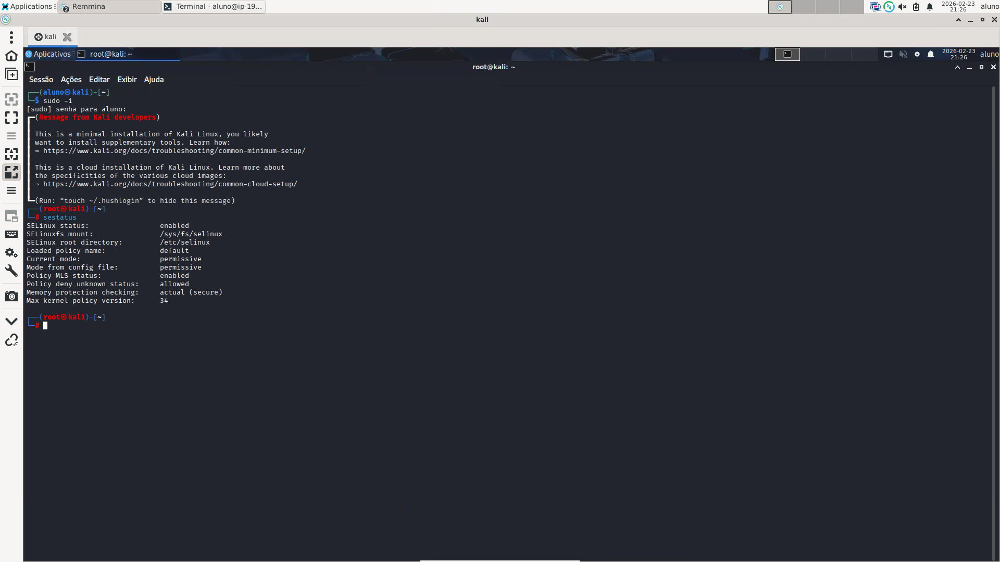 Applications
2
Remmina
Terminal - aluno@ip-19...
2026-02-23
21:26
aluno
kali
kali
Aplicativos
root@kali: ~
2026-02-23
21:26
aluno
root@kali: ~
Sessão Ações Editar Exibir Ajuda
┌──(aluno㉿kali)-[~]
└─$ sudo -i
[sudo] senha para aluno:
┏━(Message from Kali developers)
┃
┃ This is a minimal installation of Kali Linux, you likely
┃ want to install supplementary tools. Learn how:
┃ ⇒ https://www.kali.org/docs/troubleshooting/common-minimum-setup/
┃
┃ This is a cloud installation of Kali Linux. Learn more about
┃ the specificities of the various cloud images:
┃ ⇒ https://www.kali.org/docs/troubleshooting/common-cloud-setup/
┃
┗━(Run: “touch ~/.hushlogin” to hide this message)
┌──(root㉿kali)-[~]
└─# sestatus
SELinux status:                 enabled
SELinuxfs mount:                /sys/fs/selinux
SELinux root directory:         /etc/selinux
Loaded policy name:             default
Current mode:                   permissive
Mode from config file:          permissive
Policy MLS status:              enabled
Policy deny_unknown status:     allowed
Memory protection checking:     actual (secure)
Max kernel policy version:      34
┌──(root㉿kali)-[~]
└─#